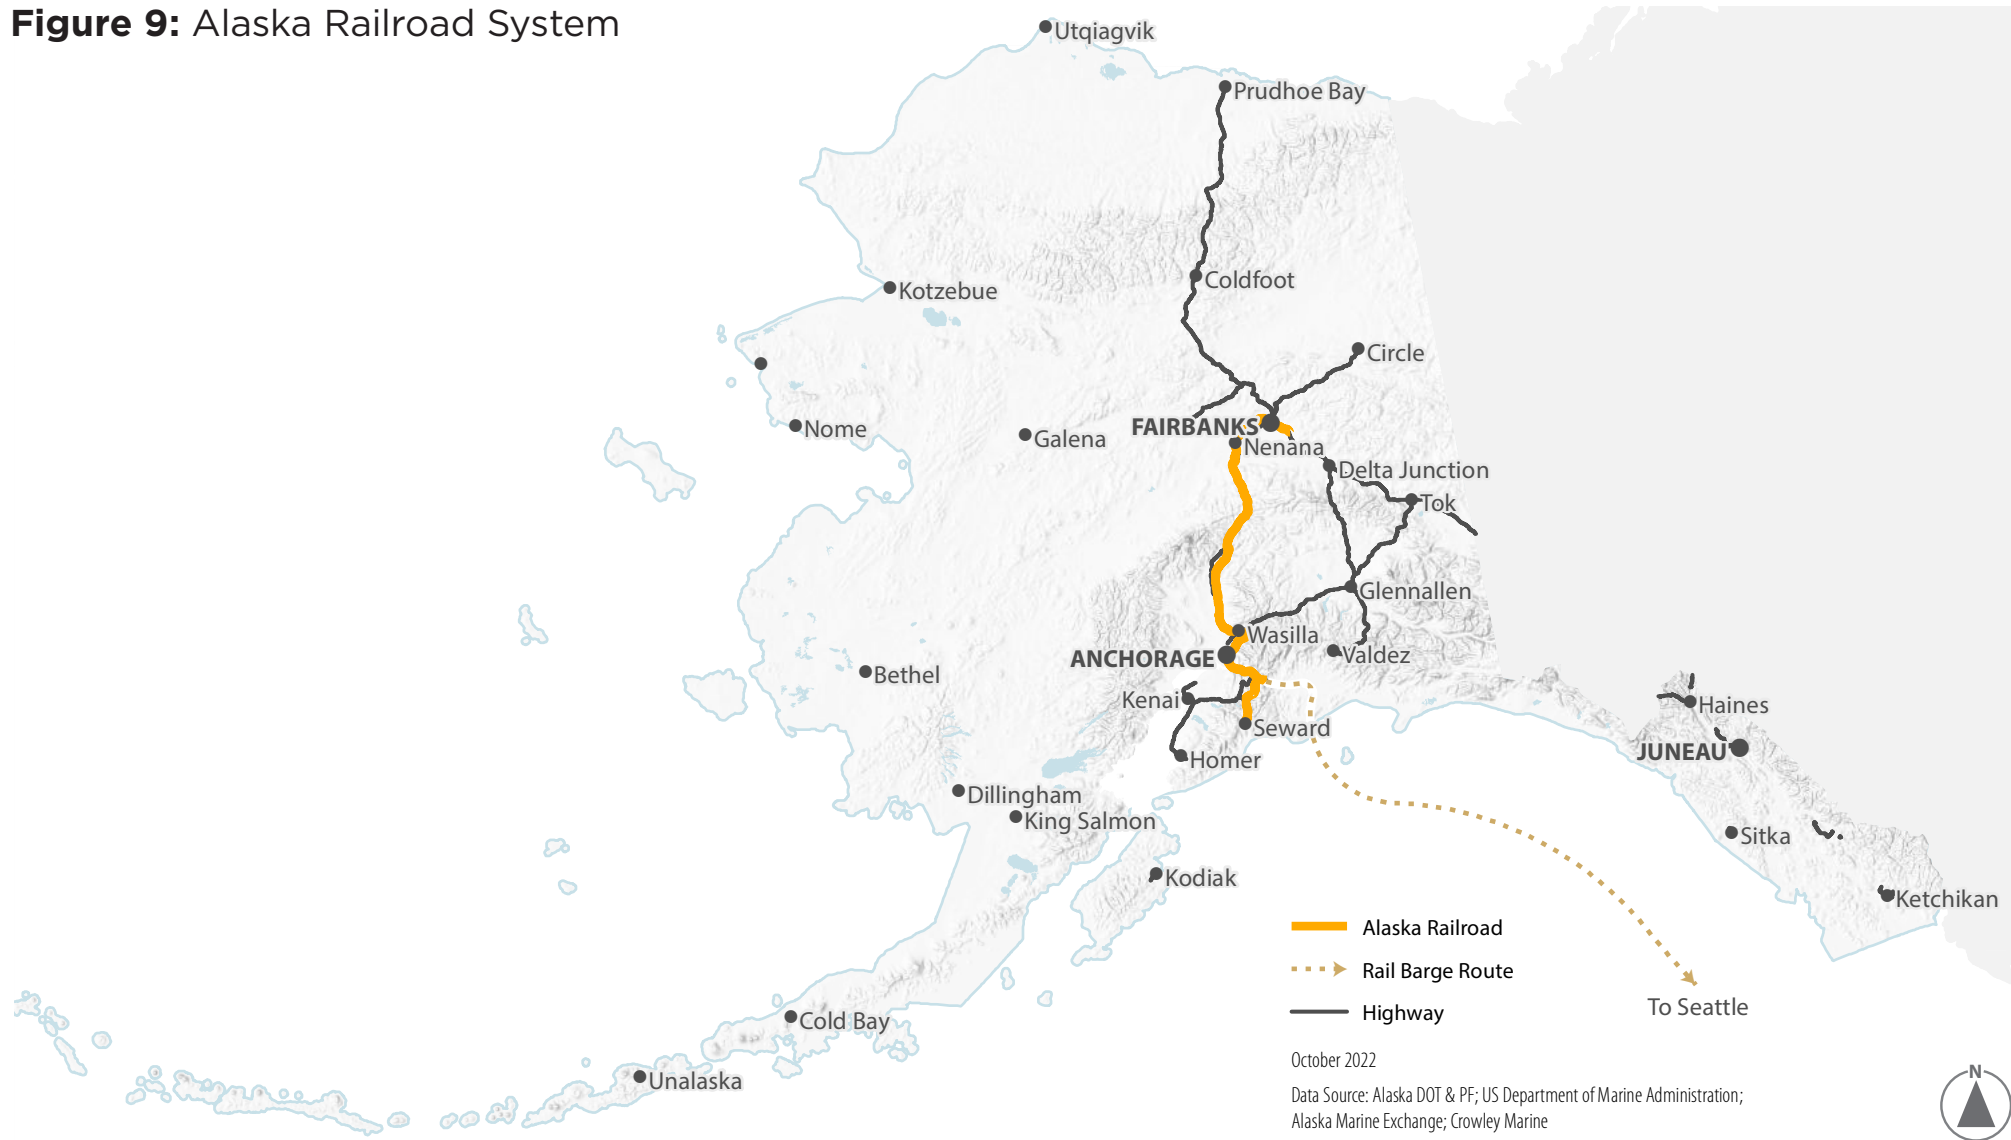 Figure 9: Alaska Railroad System
Utqiagvik
Prudhoe Bay
Coldfoot
Kotzebue
Circle
FAIRBANKS
Nome
Galena
Nenana
Delta Junction
Tok
Glennallen
Wasilla
ANCHORAGE
Valdez
Bethel
Kenai
Haines
Seward
JUNEAU
Homer
Dillingham
King Salmon
Sitka
Kodiak
Ketchikan
Alaska Railroad
Rail Barge Route
Highway
To Seattle
Cold Bay
Unalaska
October 2022
Data Source: Alaska DOT & PF; US Department of Marine Administration;
Alaska Marine Exchange; Crowley Marine
N